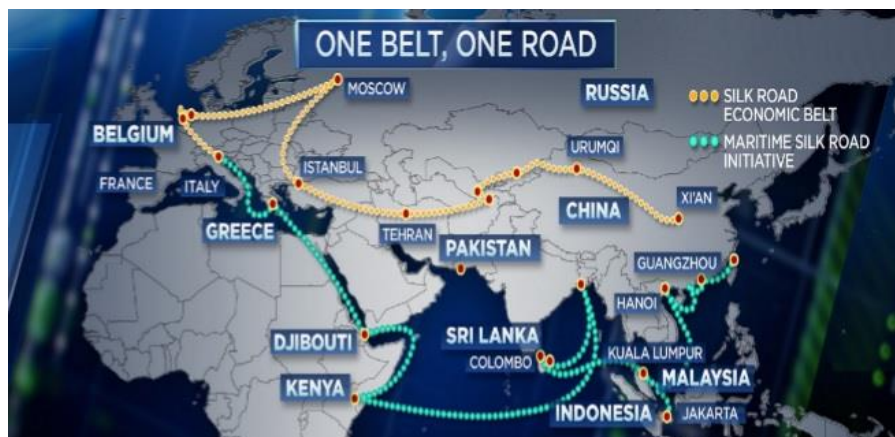 ONE BELT, ONE ROAD
MOSCOW
RUSSIA
SILK ROAD
ECONOMIC BELT
MARITIME SILK ROAD
INITIATIVE
BELGIUM
FRANCE
ITALY
ISTANBUL
URUMQI
XI'AN
GREECE
TEHRAN
CHINA
PAKISTAN
GUANGZHOU
HANOI
DJIBOUTI
SRI LANKA
COLOMBO
KUALA LUMPUR
KENYA
MALAYSIA
INDONESIA
JAKARTA